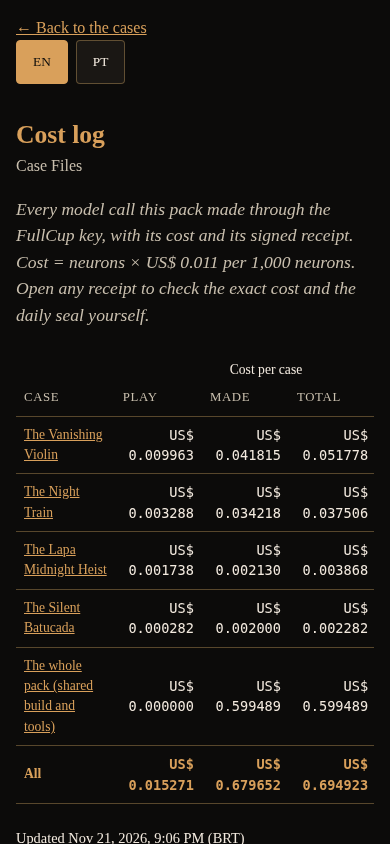 ← Back to the cases
EN PT
Cost log
Case Files
Every model call this pack made through the
FullCup key, with its cost and its signed receipt.
Cost = neurons × US$ 0.011 per 1,000 neurons.
Open any receipt to check the exact cost and the
daily seal yourself.
Cost per case
CASE PLAY MADE TOTAL
The Vanishing US$ US$ US$
Violin 0.009963 0.041815 0.051778
The Night US$ US$ US$
Train 0.003288 0.034218 0.037506
The Lapa US$ US$ US$
Midnight Heist 0.001738 0.002130 0.003868
The Silent US$ US$ US$
Batucada 0.000282 0.002000 0.002282
The whole
pack (shared US$ US$ US$
build and 0.000000 0.599489 0.599489
tools)
All US$ US$ US$
0.015271 0.679652 0.694923
Updated Nov 21, 2026, 9:06 PM (BRT)